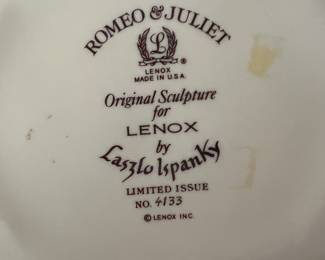 ROMEO & JULIET
L
LENOX
MADE IN U.S.A.
Original Sculpture
for
LENOX
by
Laszlo Ispanky
LIMITED ISSUE
NO. 4133
© LENOX INC.